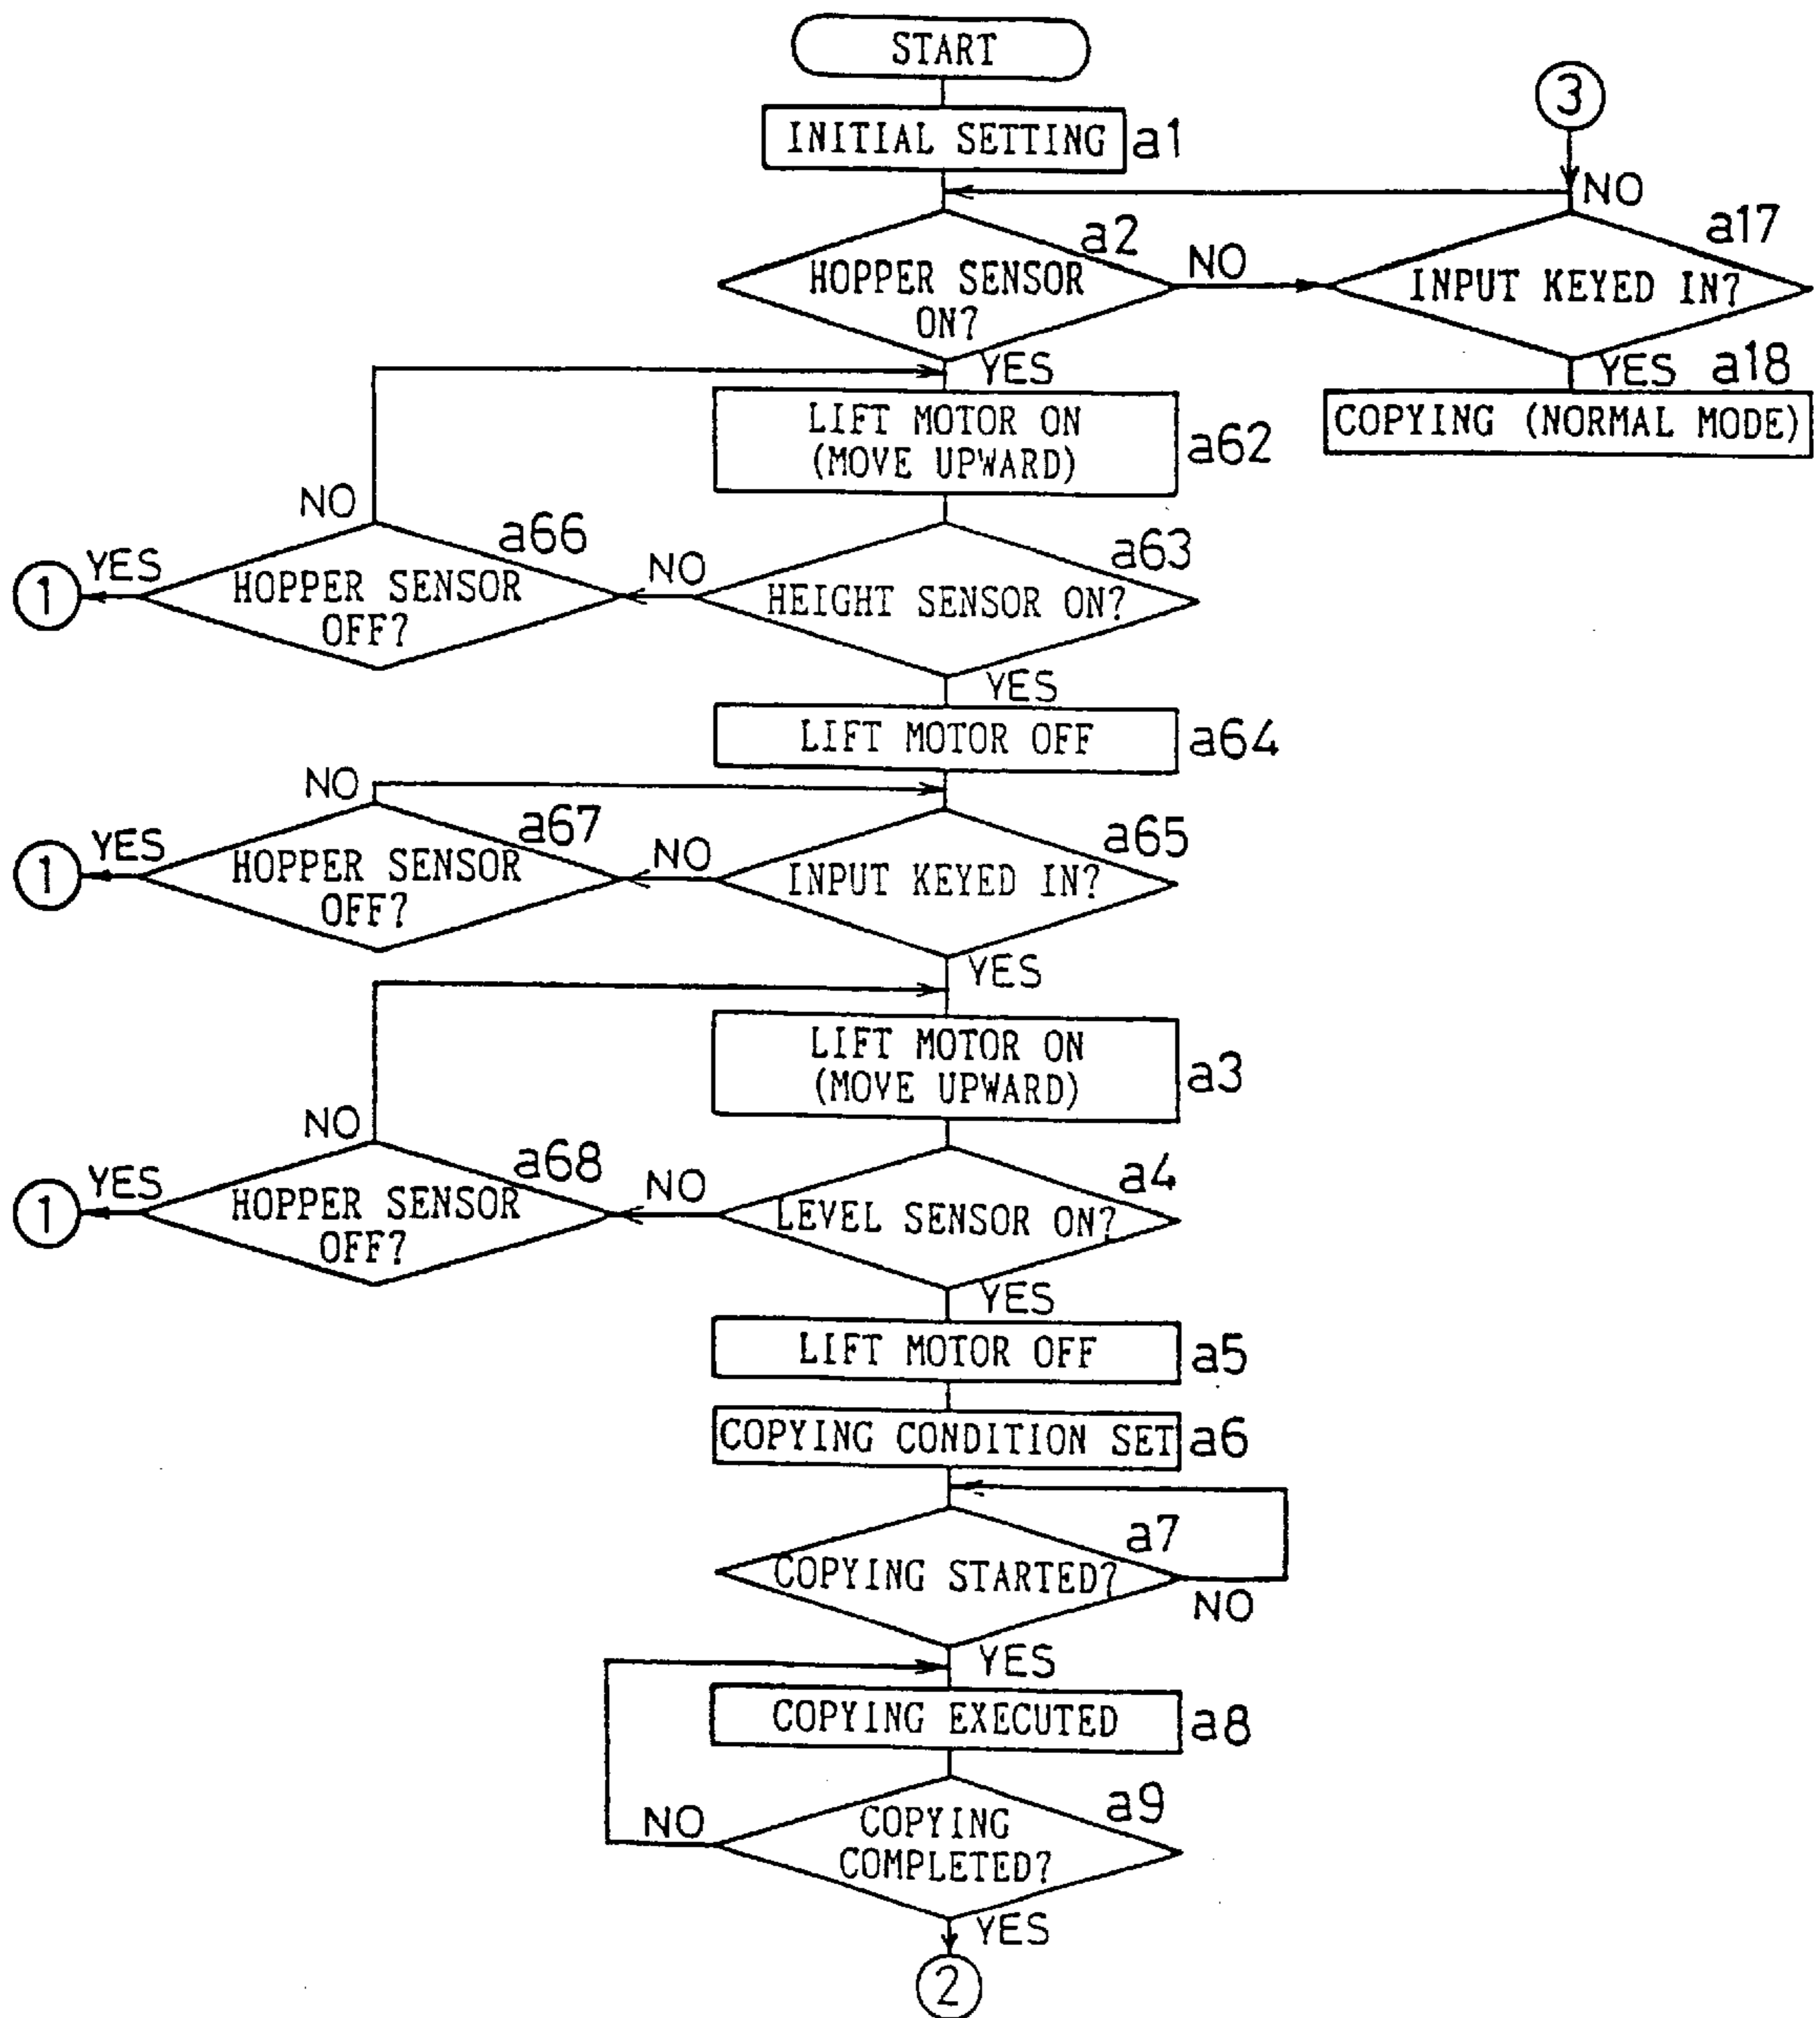 START
3
INITIAL SETTING a1
NO
a2
a17
HOPPER SENSOR
ON?
NO
INPUT KEYED IN?
YES
YES a18
LIFT MOTOR ON
(MOVE UPWARD)
a62
COPYING (NORMAL MODE)
NO
a66
a63
1
YES
HOPPER SENSOR
OFF?
NO
HEIGHT SENSOR ON?
YES
LIFT MOTOR OFF a64
NO
a67
a65
1
YES
HOPPER SENSOR
OFF?
NO
INPUT KEYED IN?
YES
LIFT MOTOR ON
(MOVE UPWARD)
a3
NO
a68
a4
1
YES
HOPPER SENSOR
OFF?
NO
LEVEL SENSOR ON?
YES
LIFT MOTOR OFF a5
COPYING CONDITION SET a6
a7
COPYING STARTED?
NO
YES
COPYING EXECUTED a8
a9
NO
COPYING
COMPLETED?
YES
2